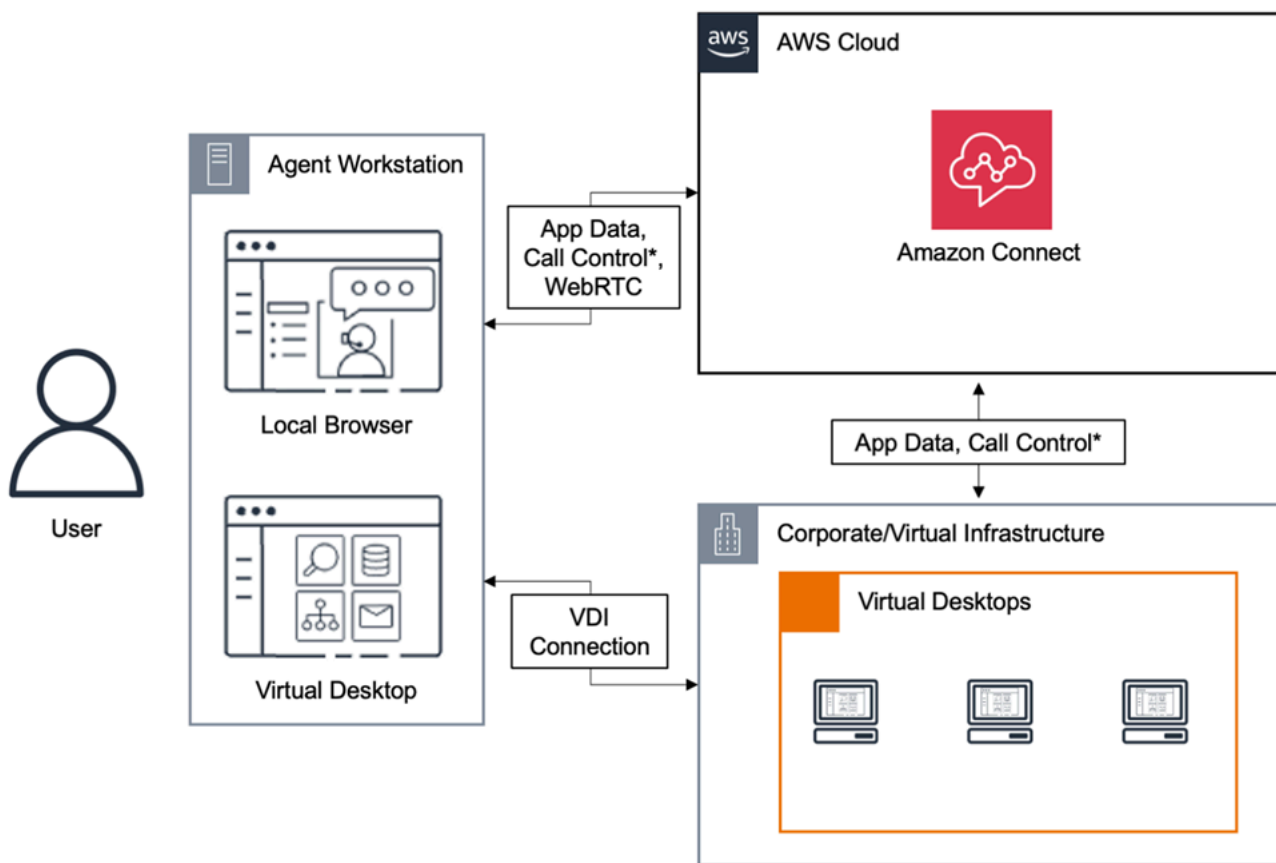 aws
AWS Cloud
Agent Workstation
App Data,
Call Control*,
WebRTC
Amazon Connect
Local Browser
App Data, Call Control*
User
Corporate/Virtual Infrastructure
Virtual Desktops
VDI
Connection
Virtual Desktop